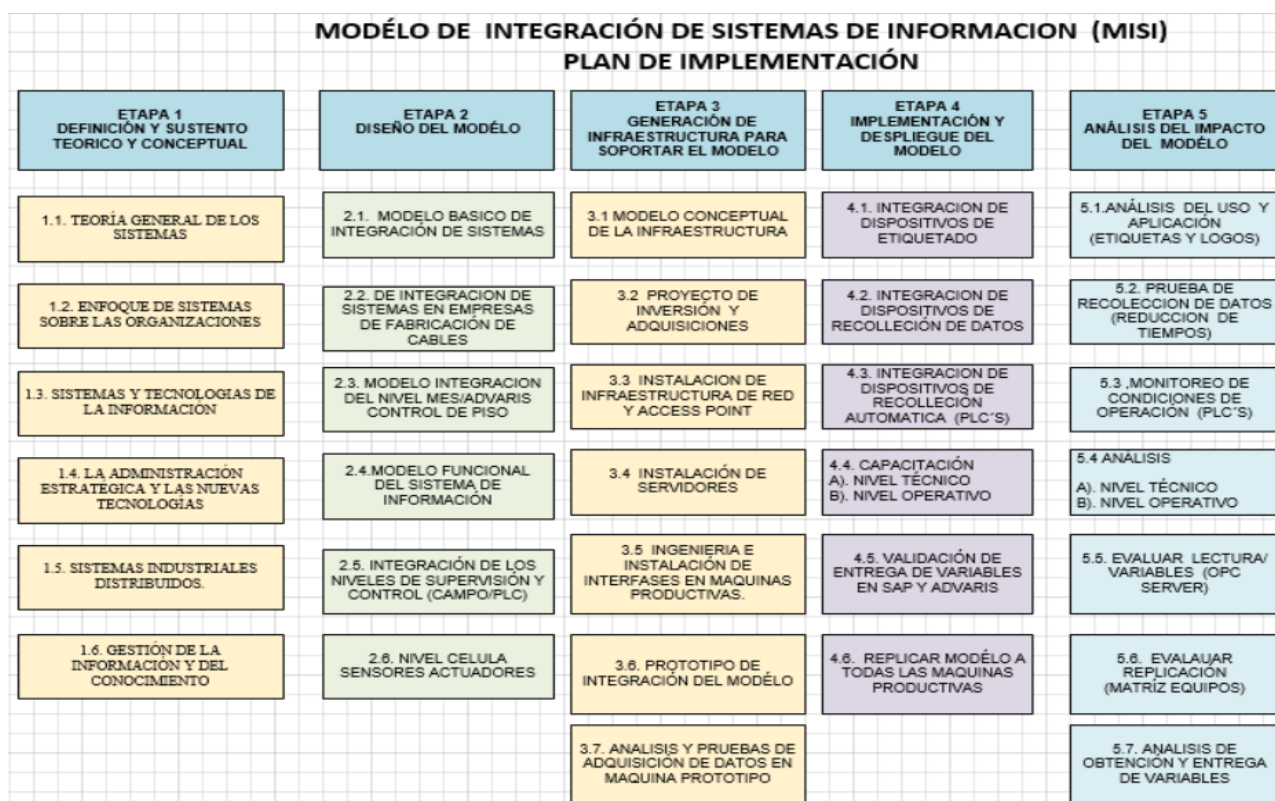 MODÉLO DE INTEGRACIÓN DE SISTEMAS DE INFORMACION (MISI)
PLAN DE IMPLEMENTACIÓN
ETAPA 1
DEFINICIÓN Y SUSTENTO
TEORICO Y CONCEPTUAL
1.1. TEORÍA GENERAL DE LOS
SISTEMAS
1.2. ENFOQUE DE SISTEMAS
SOBRE LAS ORGANIZACIONES
1.3. SISTEMAS Y TECNOLOGIAS DE
LA INFORMACIÓN
1.4. LA ADMINISTRACIÓN
ESTRATÉGICA Y LAS NUEVAS
TECNOLOGÍAS
1.5. SISTEMAS INDUSTRIALES
DISTRIBUIDOS.
1.6. GESTIÓN DE LA
INFORMACIÓN Y DEL
CONOCIMIENTO
ETAPA 2
DISEÑO DEL MODÉLO
2.1. MODELO BASICO DE
INTEGRACIÓN DE SISTEMAS
2.2. DE INTEGRACION DE
SISTEMAS EN EMPRESAS
DE FABRICACIÓN DE
CABLES
2.3. MODELO INTEGRACION
DEL NIVEL MES/ADVARIS
CONTROL DE PISO
2.4.MODELO FUNCIONAL
DEL SISTEMA DE
INFORMACIÓN
2.5. INTEGRACIÓN DE LOS
NIVELES DE SUPERVISIÓN Y
CONTROL (CAMPO/PLC)
2.6. NIVEL CELULA
SENSORES ACTUADORES
ETAPA 3
GENERACIÓN DE
INFRAESTRUCTURA PARA
SOPORTAR EL MODELO
3.1 MODELO CONCEPTUAL
DE LA INFRAESTRUCTURA
3.2 PROYECTO DE
INVERSIÓN Y
ADQUISICIONES
3.3 INSTALACION DE
INFRAESTRUCTURA DE RED
Y ACCESS POINT
3.4 INSTALACIÓN DE
SERVIDORES
3.5 INGENIERIA E
INSTALACIÓN DE
INTERFASES EN MAQUINAS
PRODUCTIVAS.
3.6. PROTOTIPO DE
INTEGRACIÓN DEL MODÉLO
3.7. ANALISIS Y PRUEBAS DE
ADQUISICIÓN DE DATOS EN
MAQUINA PROTOTIPO
ETAPA 4
IMPLEMENTACIÓN Y
DESPLIEGUE DEL
MODELO
4.1. INTEGRACION DE
DISPOSITIVOS DE
ETIQUETADO
4.2. INTEGRACION DE
DISPOSITIVOS DE
RECOLLECIÓN DE DATOS
4.3. INTEGRACION DE
DISPOSITIVOS DE
RECOLLECIÓN
AUTOMATICA (PLC´S)
4.4. CAPACITACIÓN
A). NIVEL TÉCNICO
B). NIVEL OPERATIVO
4.5. VALIDACIÓN DE
ENTREGA DE VARIABLES
EN SAP Y ADVARIS
4.6. REPLICAR MODÉLO A
TODAS LAS MAQUINAS
PRODUCTIVAS
ETAPA 5
ANÁLISIS DEL IMPACTO
DEL MODÉLO
5.1.ANÁLISIS DEL USO Y
APLICACIÓN
(ETIQUETAS Y LOGOS)
5.2. PRUEBA DE
RECOLECCION DE DATOS
(REDUCCION DE
TIEMPOS)
5.3 ,MONITOREO DE
CONDICIONES DE
OPERACIÓN (PLC´S)
5.4 ANÁLISIS
A). NIVEL TÉCNICO
B). NIVEL OPERATIVO
5.5. EVALUAR LECTURA/
VARIABLES (OPC
SERVER)
5.6. EVALAUAR
REPLICACIÓN
(MATRÍZ EQUIPOS)
5.7. ANALISIS DE
OBTENCIÓN Y ENTREGA
DE VARIABLES